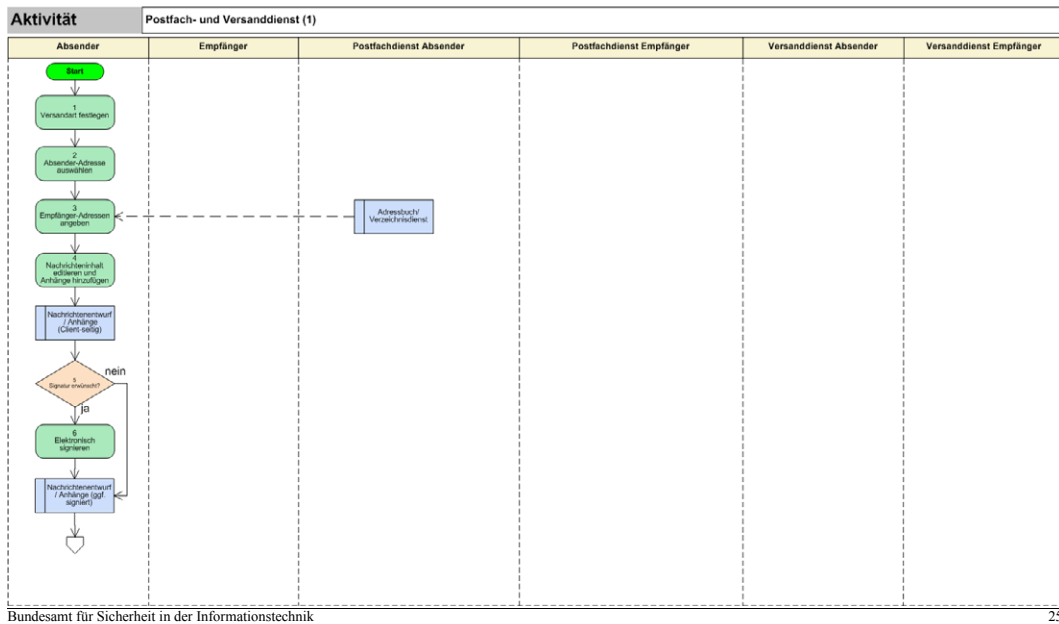 Aktivität
Postfach- und Versanddienst (1)
Absender
Empfänger
Postfachdienst Absender
Postfachdienst Empfänger
Versanddienst Absender
Versanddienst Empfänger
Start
1
Versandart festlegen
2
Absender-Adresse
auswählen
3
Empfänger-Adressen
angeben
Adressbuch/
Verzeichnisdienst
4
Nachrichteninhalt
editieren und
Anhänge hinzufügen
Nachrichtenentwurf
/ Anhänge
(Client-seitig)
5
Signatur erwünscht?
nein
ja
6
Elektronisch
signieren
Nachrichtenentwurf
/ Anhänge (ggf.
signiert)
Bundesamt für Sicherheit in der Informationstechnik
25